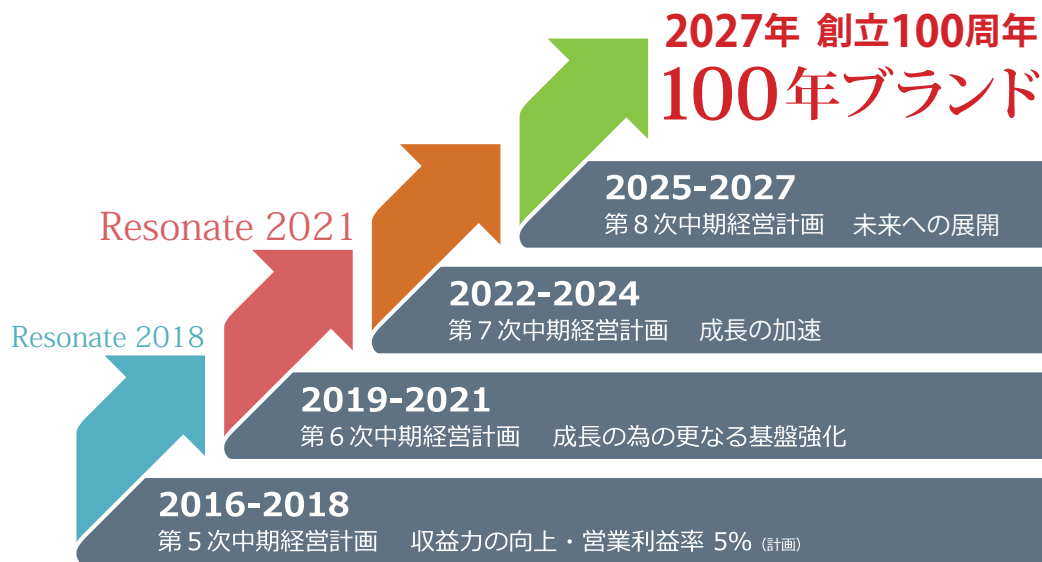 2027年 創立100周年
100年ブランド
2025-2027
第８次中期経営計画　未来への展開
Resonate 2021
2022-2024
第７次中期経営計画　成長の加速
Resonate 2018
2019-2021
第６次中期経営計画　成長の為の更なる基盤強化
2016-2018
第５次中期経営計画　収益力の向上・営業利益率 5% (計画)